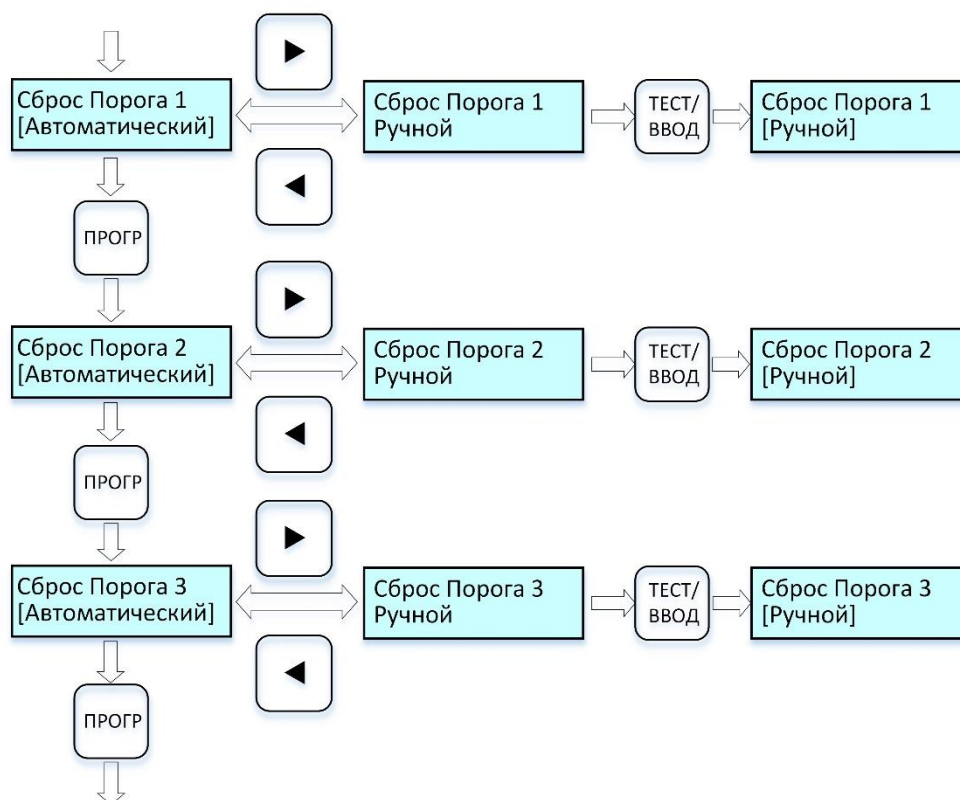 Сброс Порога 1
[Автоматический]
Сброс Порога 1
Ручной
ТЕСТ/
ВВОД
Сброс Порога 1
[Ручной]
ПРОГР
Сброс Порога 2
[Автоматический]
Сброс Порога 2
Ручной
ТЕСТ/
ВВОД
Сброс Порога 2
[Ручной]
ПРОГР
Сброс Порога 3
[Автоматический]
Сброс Порога 3
Ручной
ТЕСТ/
ВВОД
Сброс Порога 3
[Ручной]
ПРОГР